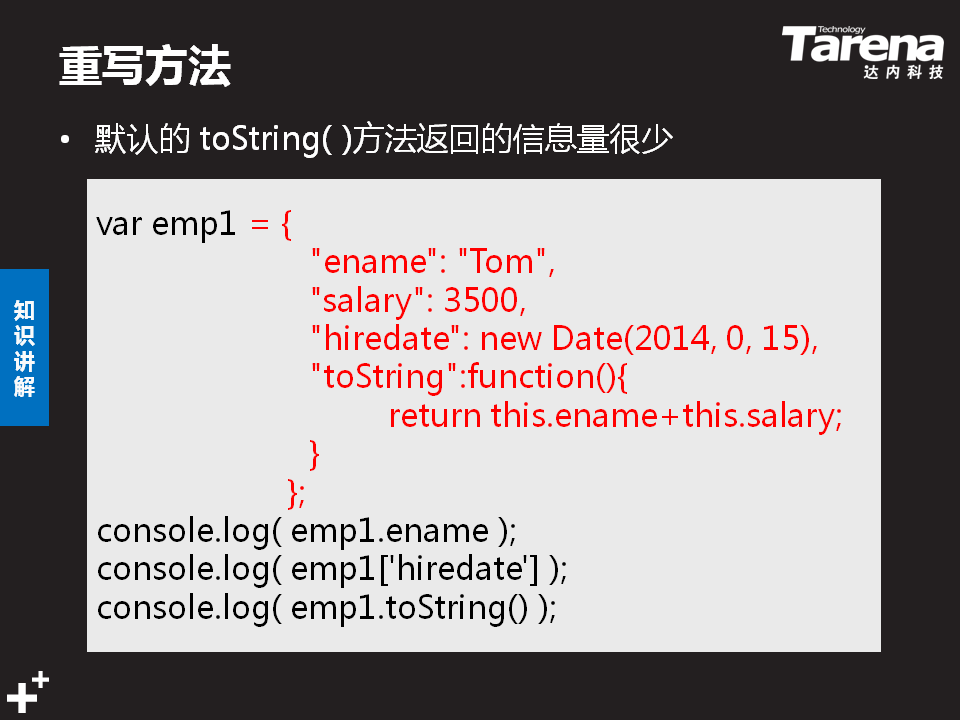 重写方法
Technology
Tarena
达内科技
• 默认的 toString( )方法返回的信息量很少
var emp1 = {
"ename": "Tom",
"salary": 3500,
"hiredate": new Date(2014, 0, 15),
"toString":function(){
return this.ename+this.salary;
}
};
console.log( emp1.ename );
console.log( emp1['hiredate'] );
console.log( emp1.toString() );
知
识
讲
解